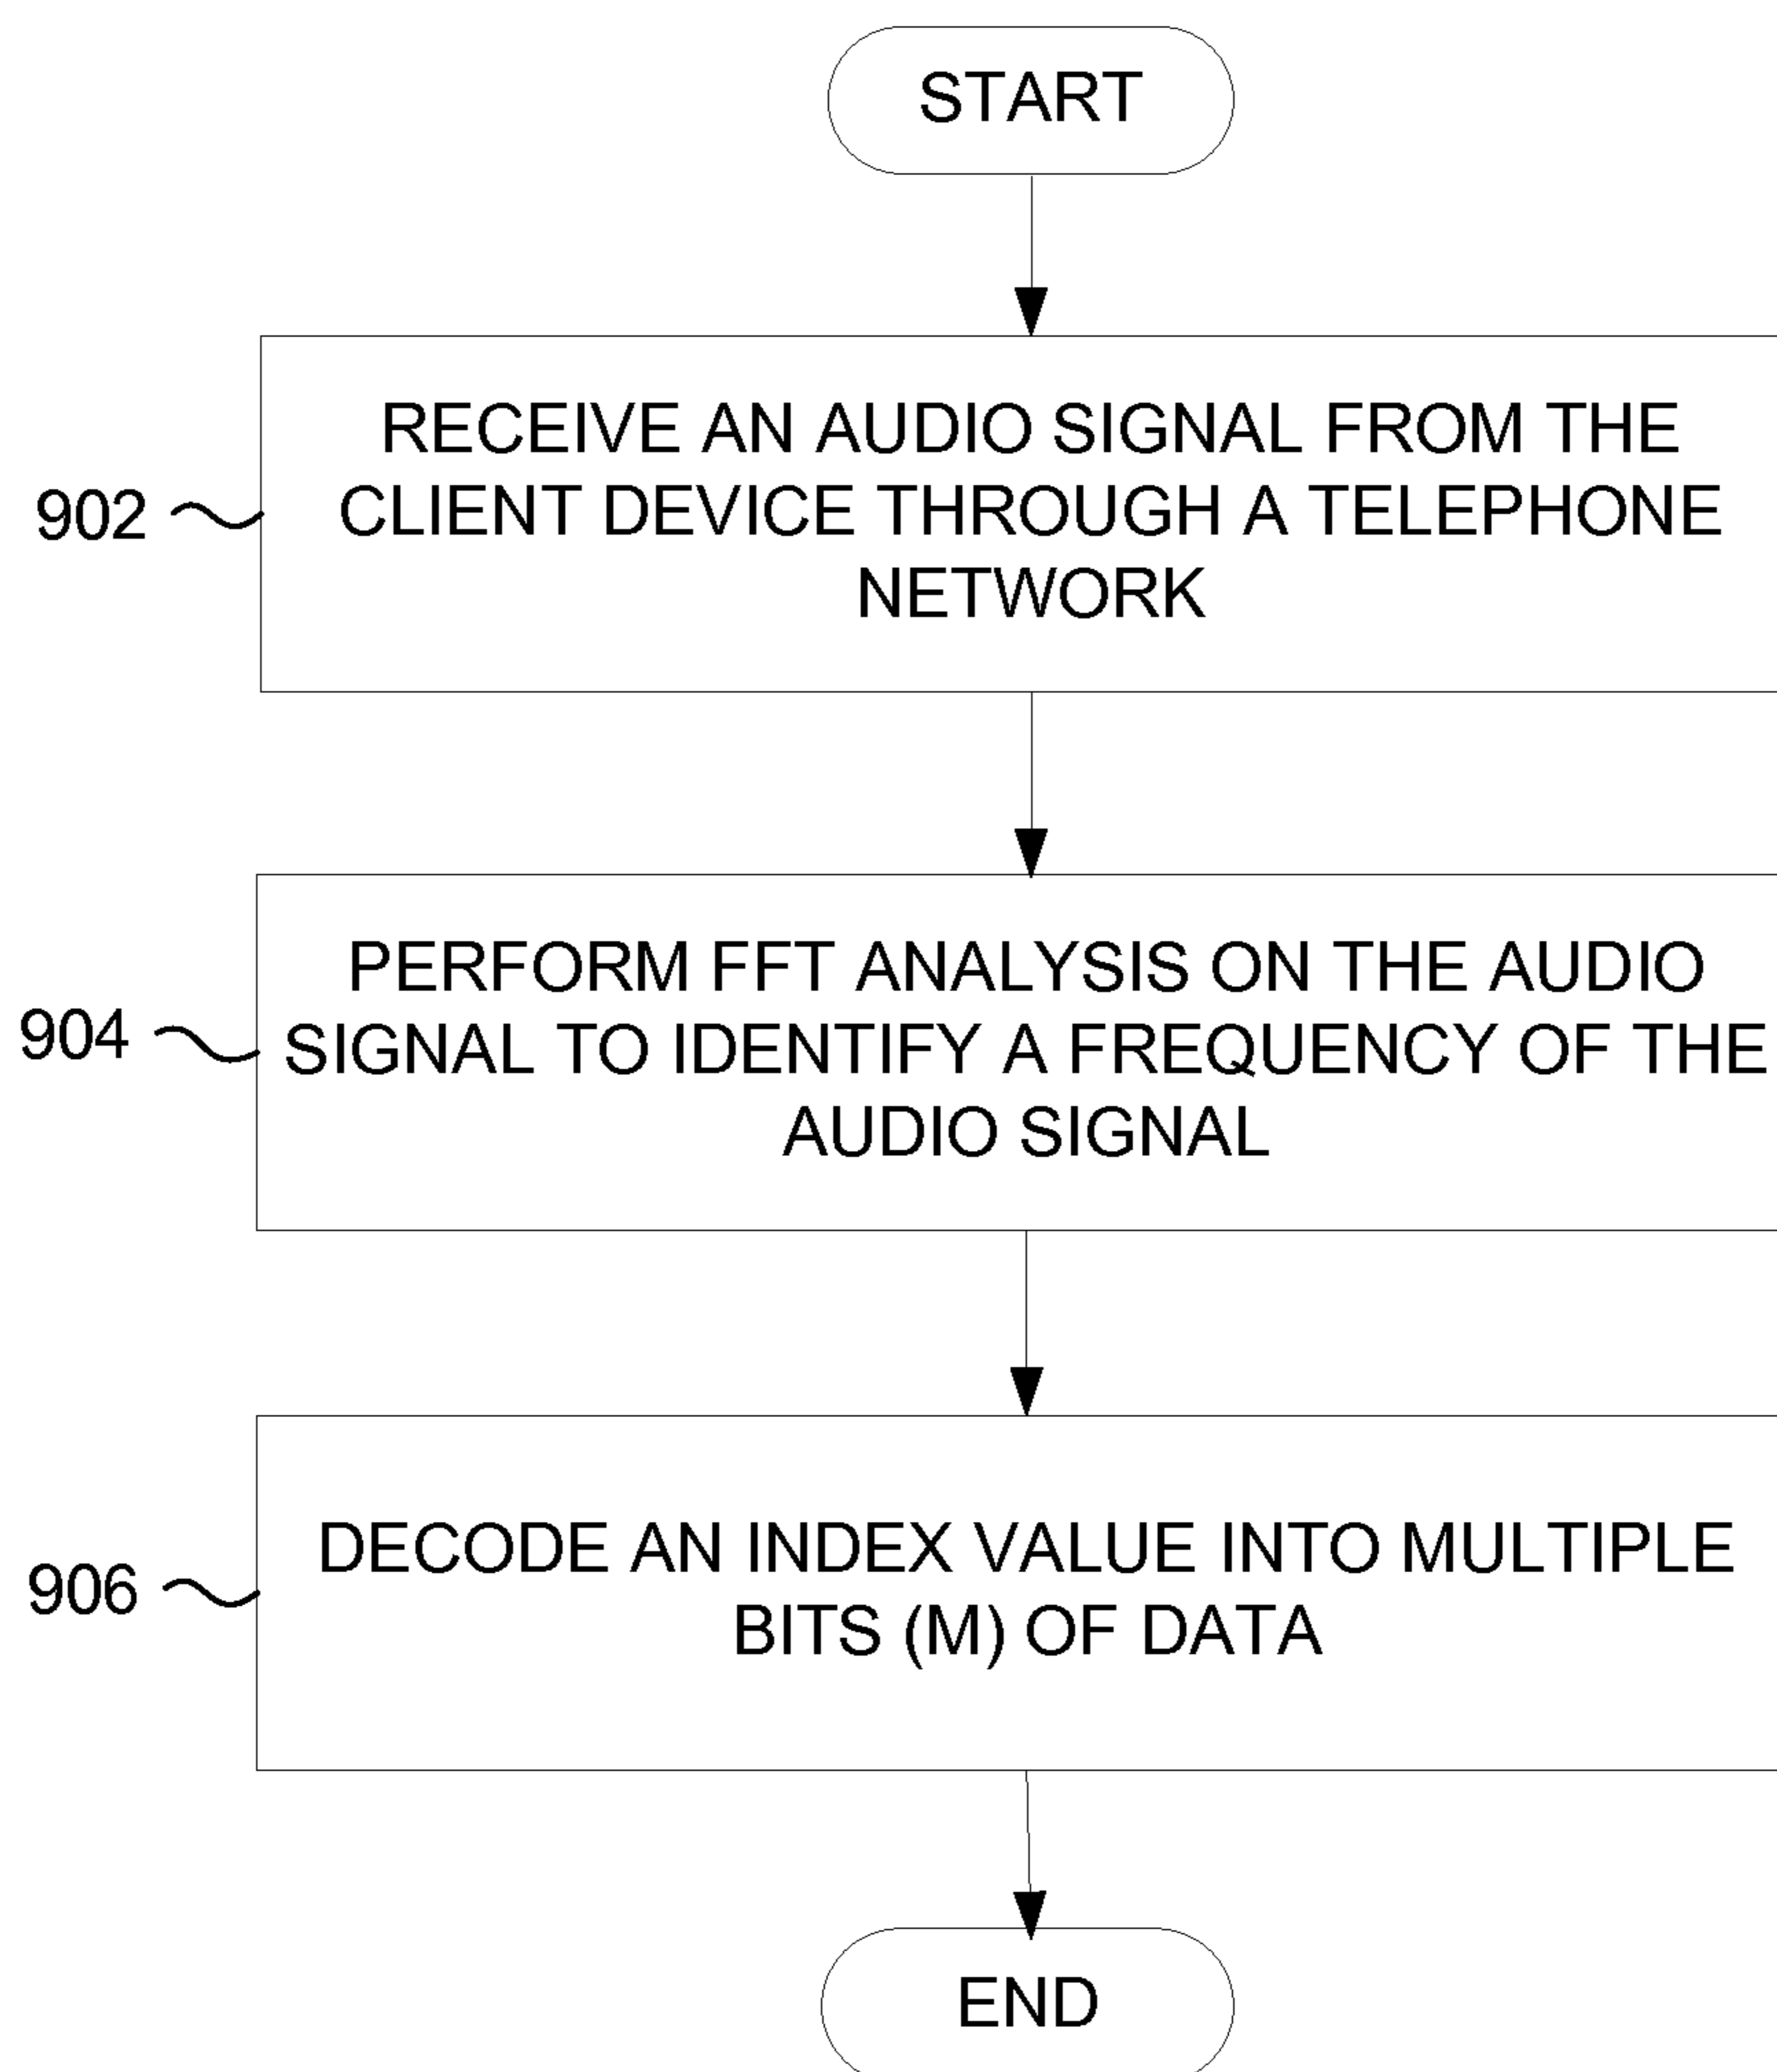 START
RECEIVE AN AUDIO SIGNAL FROM THE
902
CLIENT DEVICE THROUGH A TELEPHONE
NETWORK
PERFORM FFT ANALYSIS ON THE AUDIO
904
SIGNAL TO IDENTIFY A FREQUENCY OF THE
AUDIO SIGNAL
906
DECODE AN INDEX VALUE INTO MULTIPLE
BITS (M) OF DATA
END